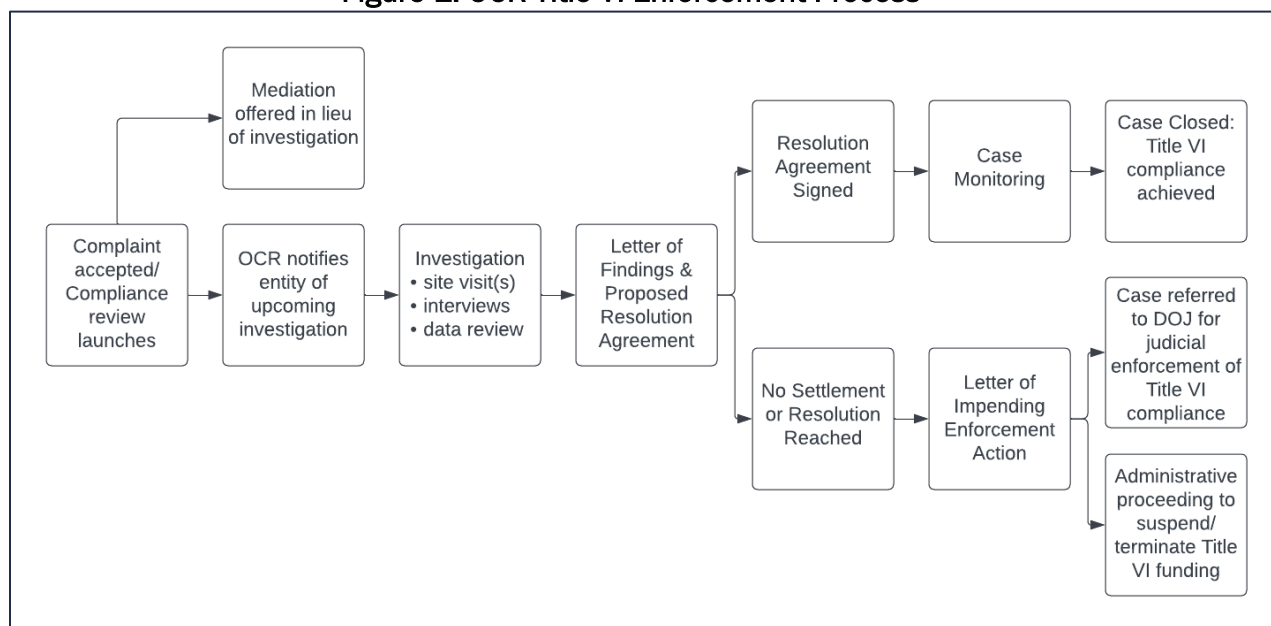 Figure 2. OCR Title VI Enforcement Process
Mediation
offered in lieu
of investigation
Complaint
accepted/
Compliance
review
launches
OCR notifies
entity of
upcoming
investigation
Investigation
• site visit(s)
• interviews
• data review
Letter of
Findings &
Proposed
Resolution
Agreement
Resolution
Agreement
Signed
Case
Monitoring
Case Closed:
Title VI
compliance
achieved
No Settlement
or Resolution
Reached
Letter of
Impending
Enforcement
Action
Case referred
to DOJ for
judicial
enforcement of
Title VI
compliance
Administrative
proceeding to
suspend/
terminate Title
VI funding